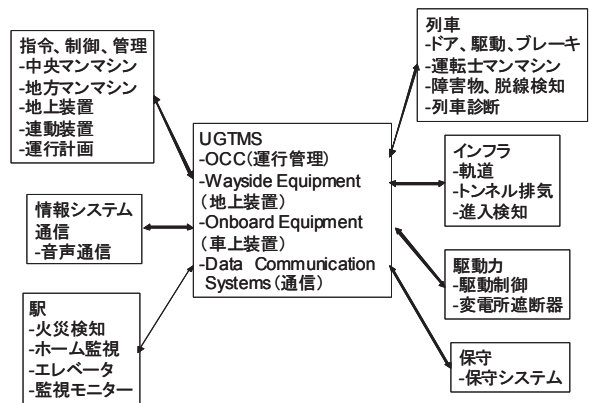 指令、制御、管理
-中央マンマシン
-地方マンマシン
-地上装置
-連動装置
-運行計画
情報システム
通信
-音声通信
駅
-火災検知
-ホーム監視
-エレベータ
-監視モニター
UGTMS
-OCC(運行管理)
-Wayside Equipment
(地上装置)
-Onboard Equipment
(車上装置)
-Data Communication
Systems(通信)
列車
-ドア、駆動、ブレーキ
-運転士マンマシン
-障害物、脱線検知
-列車診断
インフラ
-軌道
-トンネル排気
-進入検知
駆動力
-駆動制御
-変電所遮断器
保守
-保守システム